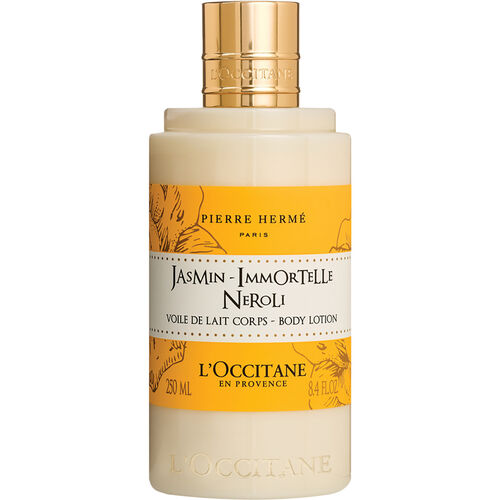 L'OCCITANE
PIERRE HERMÉ
PARIS
JASMIN - IMMORTELLE
NEROLI
VOILE DE LAIT CORPS - BODY LOTION
L'OCCITANE
EN PROVENCE
250 ML 8.4 FL.OZ
L'OCCITANE